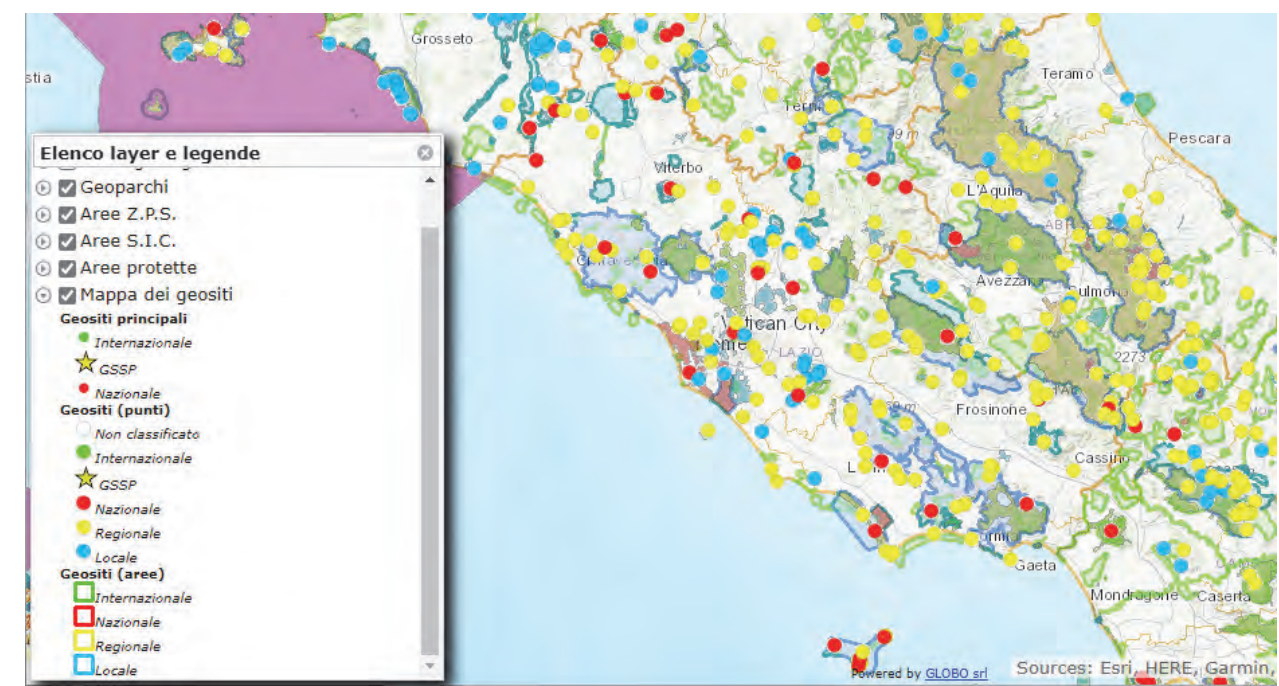 Grosseto
stia
Teramo
Terni
Pescara
Elenco layer e legende
Viterbo
L'Aquila
Geoparchi
Aree Z.P.S.
Aree S.I.C.
Aree protette
Avezzano
Sulmona
Mappa dei geositi
Geositi principali
Vatican City
Internazionale
Rome
LAZIO
GSSP
2273
Nazionale
Geositi (punti)
Frosinone
Non classificato
Internazionale
Cassino
GSSP
Nazionale
Regionale
Locale
Gaeta
Geositi (aree)
Internazionale
Mondragone
Caserta
Nazionale
Regionale
Locale
Powered by GLOBO srl
Sources: Esri, HERE, Garmin,